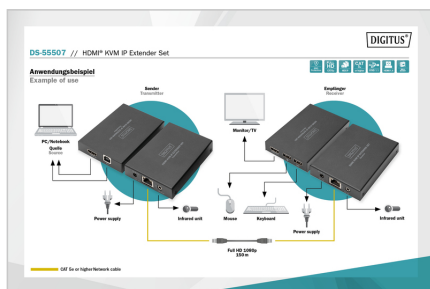 DIGITUS®
DS-55507 // HDMI® KVM IP Extender Set
Anwendungsbeispiel
Example of use
Sender
Transmitter
Empfänger
Receiver
PC/Notebook
Quelle
Source
Monitor/TV
Power supply
Infrared unit
Mouse
Keyboard
Power supply
Infrared unit
Full HD 1080p
150 m
CAT 5e or higher Network cable